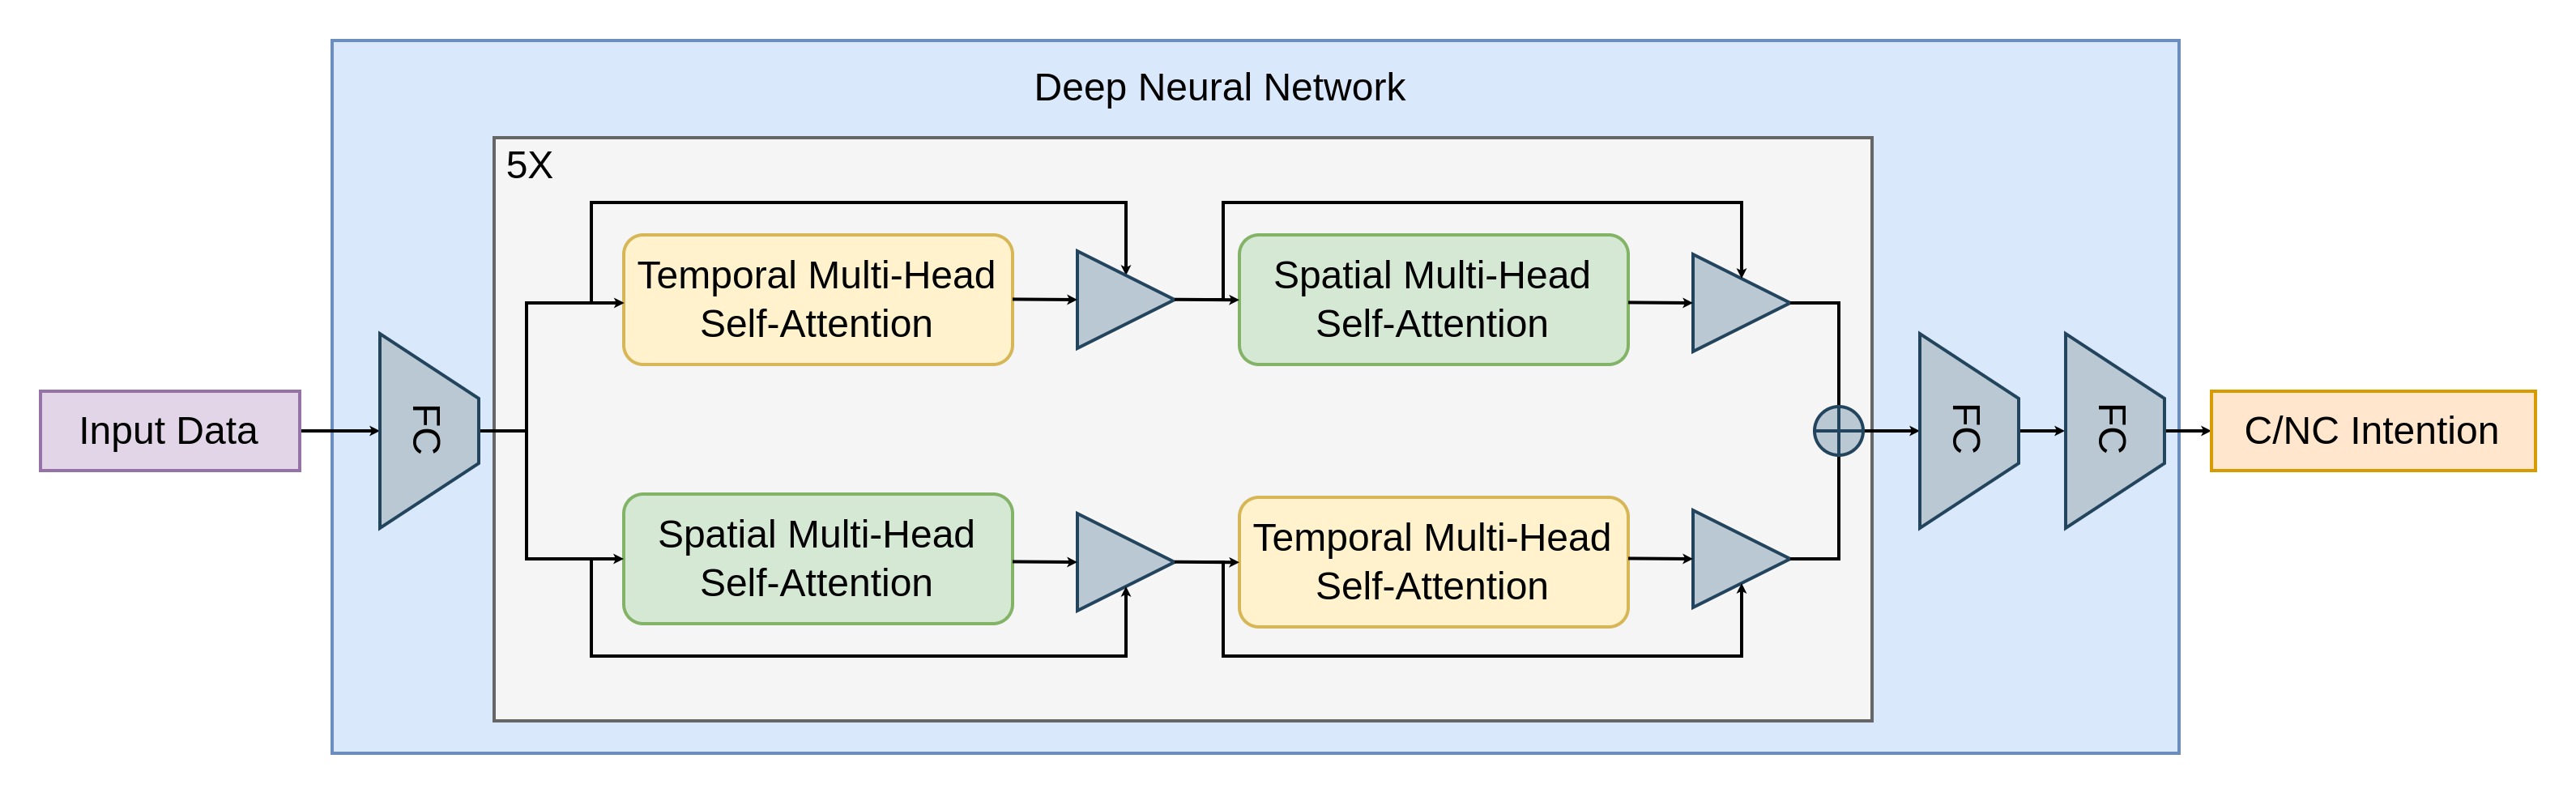 Deep Neural Network
5X
Temporal Multi-Head
Self-Attention
Spatial Multi-Head
Self-Attention
Input Data
FC
FC
FC
C/NC Intention
Spatial Multi-Head
Self-Attention
Temporal Multi-Head
Self-Attention